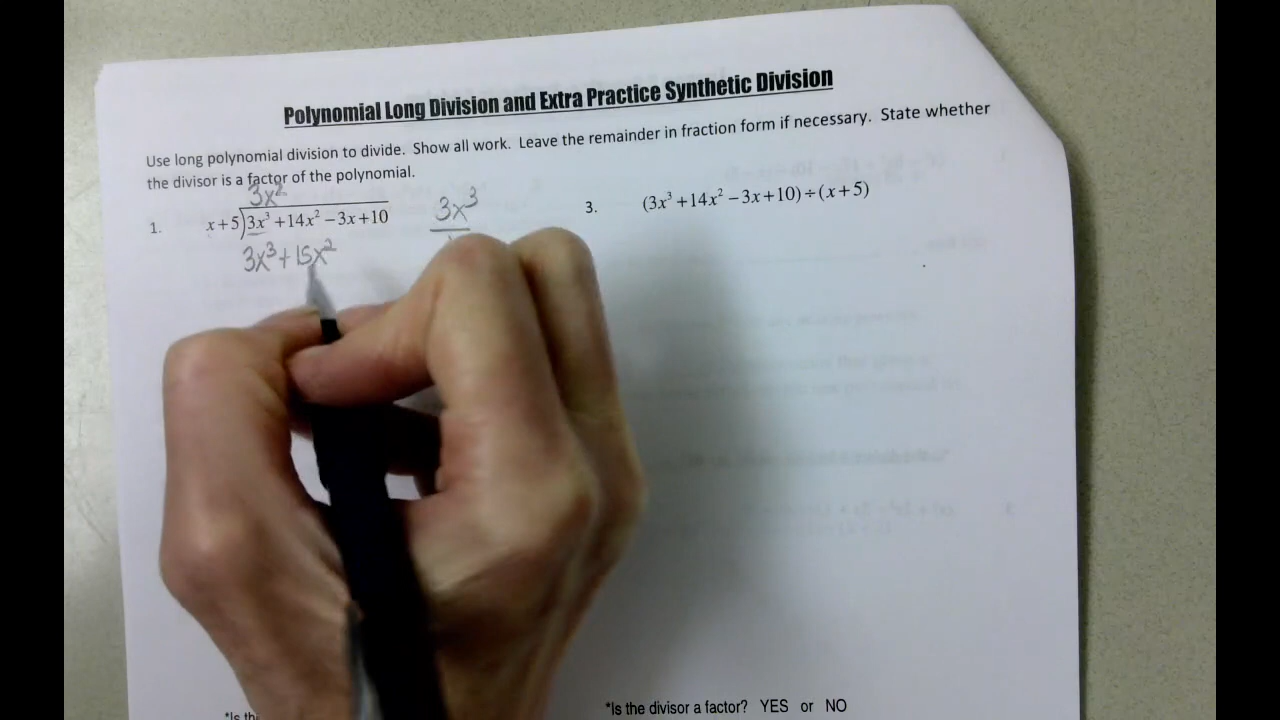 Polynomial Long Division and Extra Practice Synthetic Division
Use long polynomial division to divide. Show all work. Leave the remainder in fraction form if necessary. State whether
the divisor is a factor of the polynomial.
3x²
1. x+5)3x³+14x²−3x+10
3x³+15x²
3x³
3. (3x³+14x²−3x+10)÷(x+5)
*Is the
*Is the divisor a factor? YES or NO